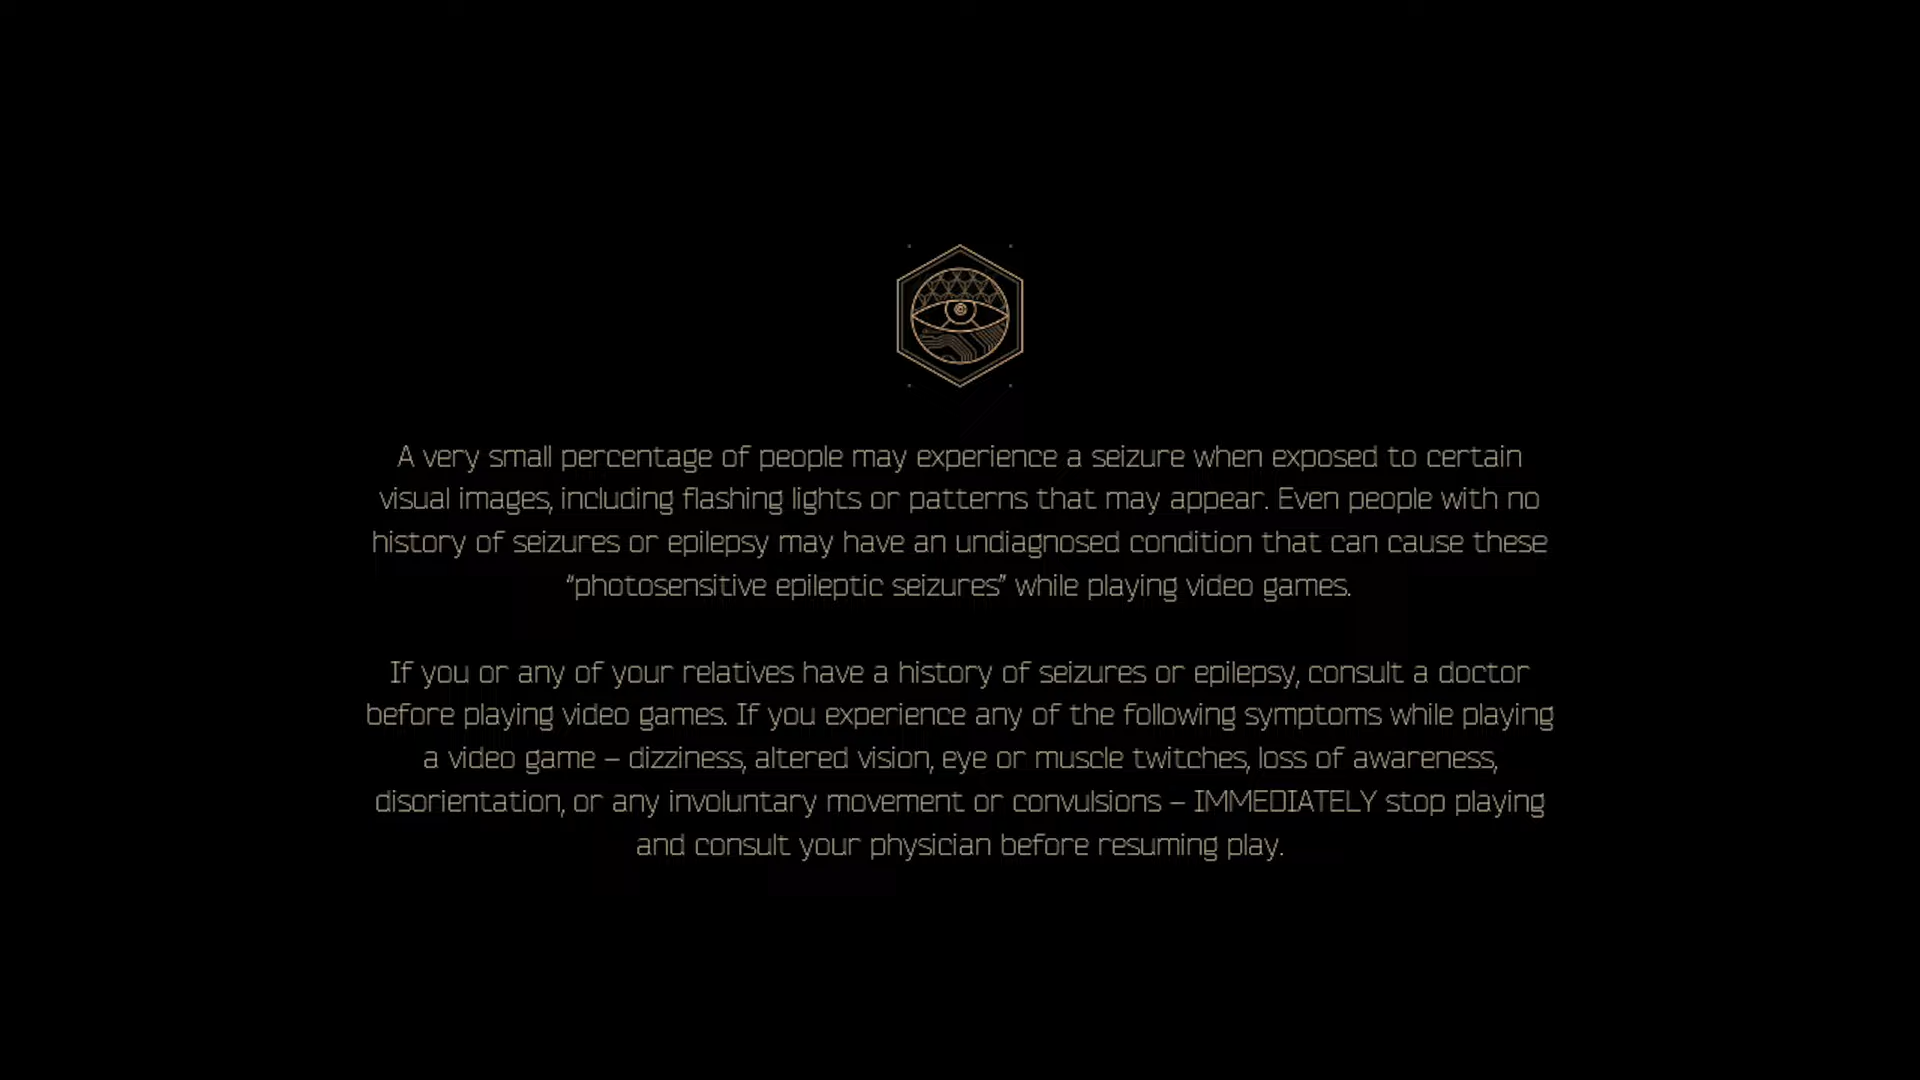 A very small percentage of people may experience a seizure when exposed to certain
visual images, including flashing lights or patterns that may appear. Even people with no
history of seizures or epilepsy may have an undiagnosed condition that can cause these
“photosensitive epileptic seizures” while playing video games.
If you or any of your relatives have a history of seizures or epilepsy, consult a doctor
before playing video games. If you experience any of the following symptoms while playing
a video game – dizziness, altered vision, eye or muscle twitches, loss of awareness,
disorientation, or any involuntary movement or convulsions – IMMEDIATELY stop playing
and consult your physician before resuming play.